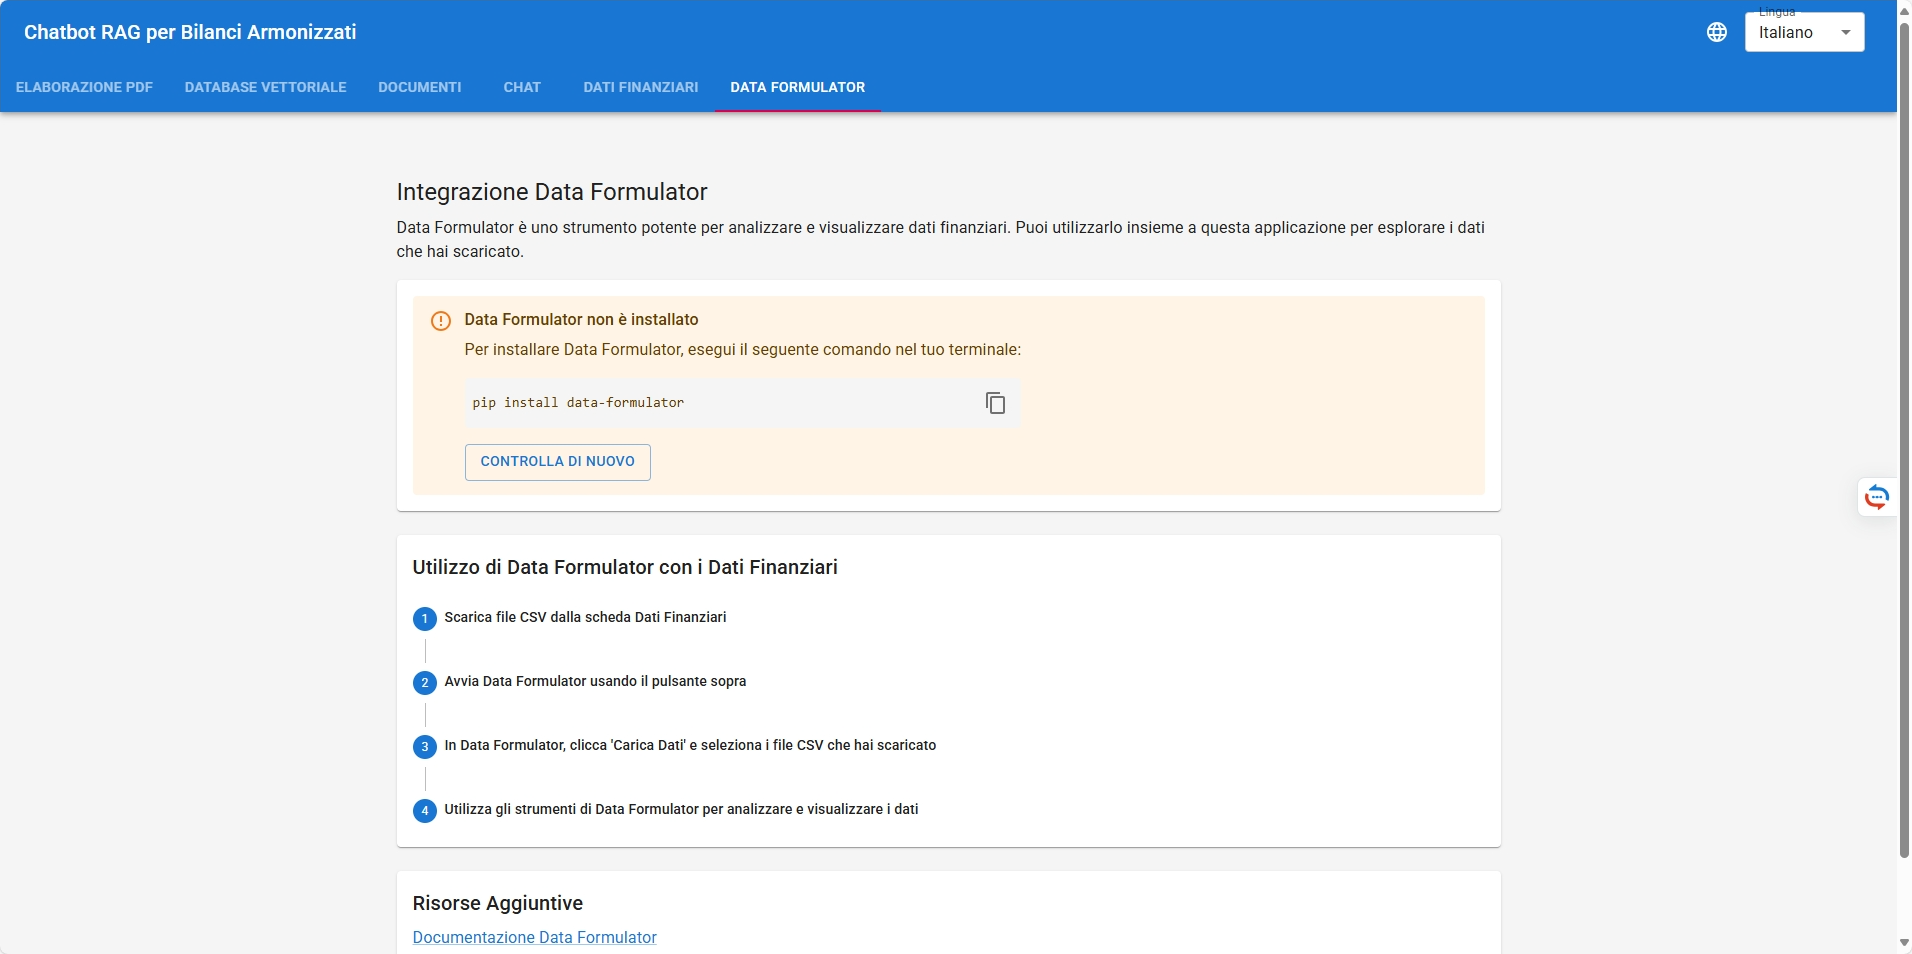 Chatbot RAG per Bilanci Armonizzati
Lingua
Italiano
ELABORAZIONE PDF
DATABASE VETTORIALE
DOCUMENTI
CHAT
DATI FINANZIARI
DATA FORMULATOR
Integrazione Data Formulator
Data Formulator è uno strumento potente per analizzare e visualizzare dati finanziari. Puoi utilizzarlo insieme a questa applicazione per esplorare i dati
che hai scaricato.
Data Formulator non è installato
Per installare Data Formulator, esegui il seguente comando nel tuo terminale:
pip install data-formulator
CONTROLLA DI NUOVO
Utilizzo di Data Formulator con i Dati Finanziari
1 Scarica file CSV dalla scheda Dati Finanziari
2 Avvia Data Formulator usando il pulsante sopra
3 In Data Formulator, clicca 'Carica Dati' e seleziona i file CSV che hai scaricato
4 Utilizza gli strumenti di Data Formulator per analizzare e visualizzare i dati
Risorse Aggiuntive
Documentazione Data Formulator